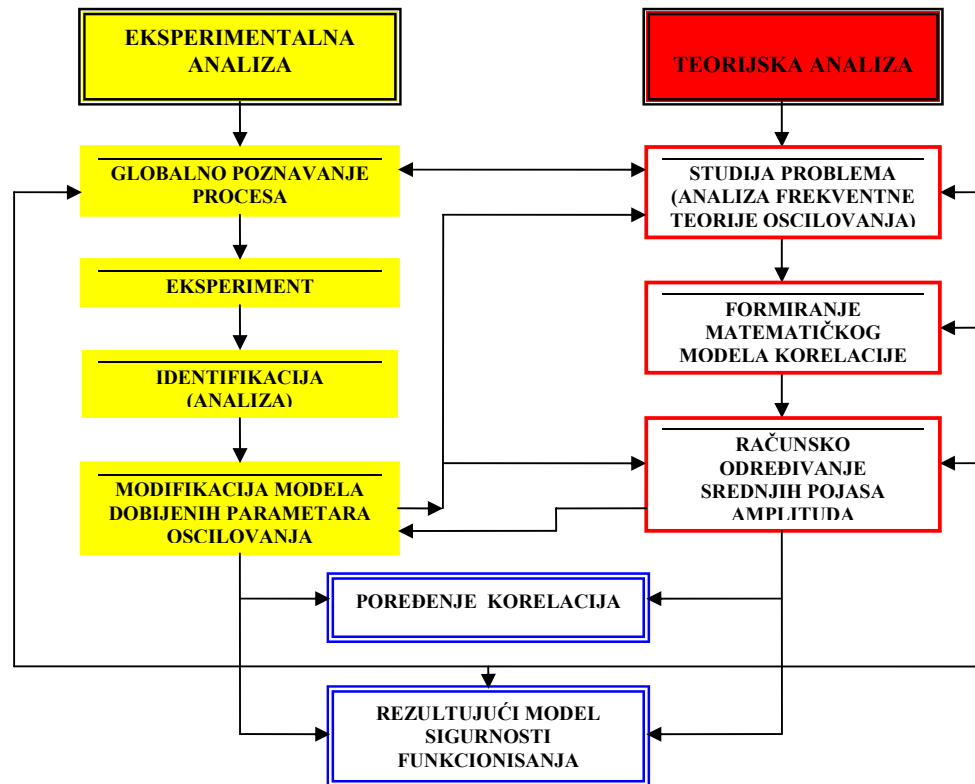 EKSPERIMENTALNA
ANALIZA
TEORIJSKA ANALIZA
GLOBALNO POZNAVANJE
PROCESA
STUDIJA PROBLEMA
(ANALIZA FREKVENTNE
TEORIJE OSCILOVANJA)
EKSPERIMENT
FORMIRANJE
MATEMATIČKOG
MODELA KORELACIJE
IDENTIFIKACIJA
(ANALIZA)
RAČUNSKO
ODREĐIVANJE
SREDNJIH POJASA
AMPLITUDA
MODIFIKACIJA MODELA
DOBIJENIH PARAMETARA
OSCILOVANJA
POREĐENJE KORELACIJA
REZULTUJUĆI MODEL
SIGURNOSTI
FUNKCIONISANJA